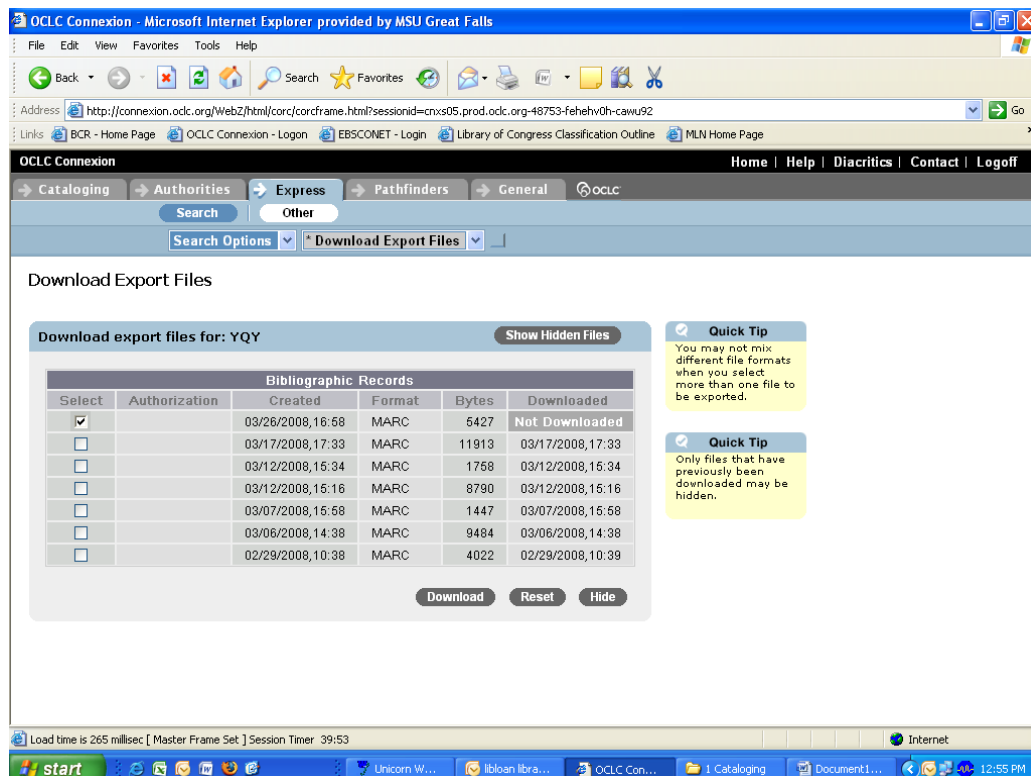 OCLC Connexion - Microsoft Internet Explorer provided by MSU Great Falls
File Edit View Favorites Tools Help
Back Search Favorites
Address http://connexion.oclc.org/WebZ/html/corc/corcframe.html?sessionid=cnxs05.prod.oclc.org-48753-fehehv0h-cawu92 Go
Links BCR - Home Page OCLC Connexion - Logon EBSCONET - Login Library of Congress Classification Outline MLN Home Page
OCLC Connexion Home | Help | Diacritics | Contact | Logoff
Cataloging Authorities Express Pathfinders General OCLC
Search Other
Search Options * Download Export Files
Download Export Files
Download export files for: YQY Show Hidden Files
Bibliographic Records
Select Authorization Created Format Bytes Downloaded
03/26/2008,16:58 MARC 5427 Not Downloaded
03/17/2008,17:33 MARC 11913 03/17/2008,17:33
03/12/2008,15:34 MARC 1758 03/12/2008,15:34
03/12/2008,15:16 MARC 8790 03/12/2008,15:16
03/07/2008,15:58 MARC 1447 03/07/2008,15:58
03/06/2008,14:38 MARC 9484 03/06/2008,14:38
02/29/2008,10:38 MARC 4022 02/29/2008,10:39
Download Reset Hide
Quick Tip
You may not mix
different file formats
when you select
more than one file to
be exported.
Quick Tip
Only files that have
previously been
downloaded may be
hidden.
Load time is 265 millisec [ Master Frame Set ] Session Timer 39:53 Internet
start Unicorn W... libloan libra... OCLC Con... 1 Cataloging Document1... 12:55 PM